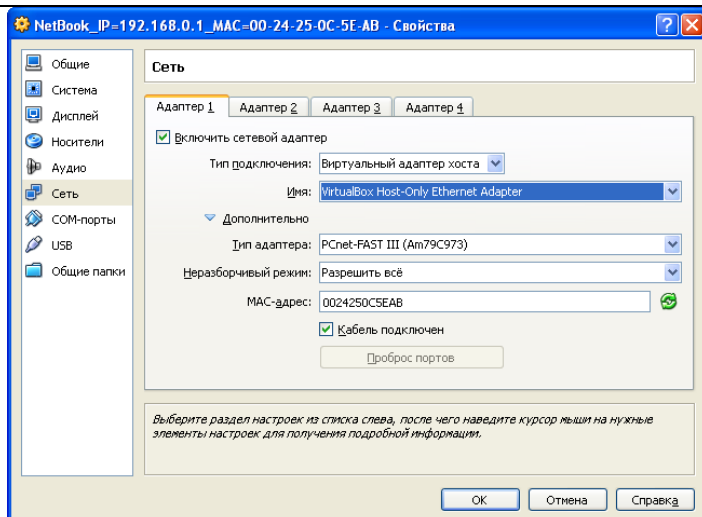 NetBook_IP=192.168.0.1_MAC=00-24-25-0C-5E-AB - Свойства
Общие
Система
Дисплей
Носители
Аудио
Сеть
COM-порты
USB
Общие папки
Сеть
Адаптер 1 Адаптер 2 Адаптер 3 Адаптер 4
Включить сетевой адаптер
Тип подключения: Виртуальный адаптер хоста
Имя: VirtualBox Host-Only Ethernet Adapter
Дополнительно
Тип адаптера: PCnet-FAST III (Am79C973)
Неразборчивый режим: Разрешить всё
MAC-адрес: 0024250C5EAB
Кабель подключен
Проброс портов
Выберите раздел настроек из списка слева, после чего наведите курсор мыши на нужные
элементы настроек для получения подробной информации.
OK Отмена Справка